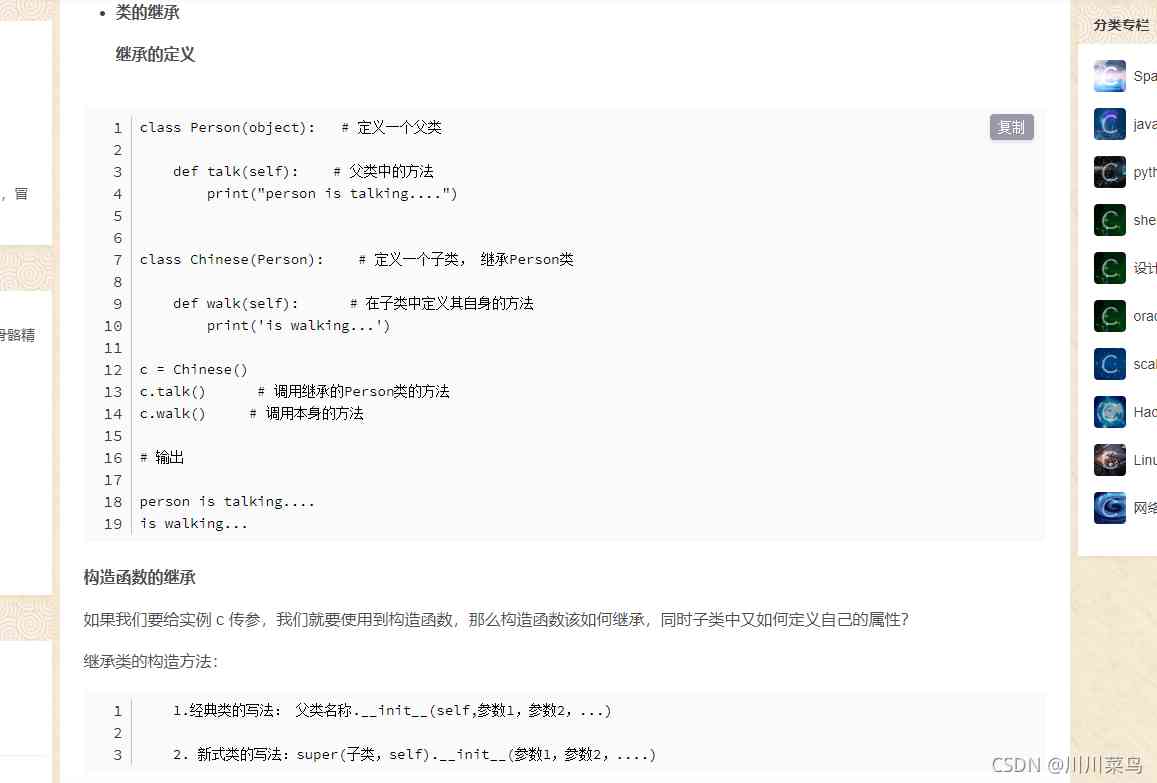 • 类的继承
继承的定义
复制
1 class Person(object):   # 定义一个父类
2
3     def talk(self):    # 父类中的方法
4         print("person is talking....")
5
6
7 class Chinese(Person):    # 定义一个子类， 继承Person类
8
9     def walk(self):      # 在子类中定义其自身的方法
10         print('is walking...')
11
12 c = Chinese()
13 c.talk()      # 调用继承的Person类的方法
14 c.walk()     # 调用本身的方法
15
16 # 输出
17
18 person is talking....
19 is walking...
构造函数的继承
如果我们要给实例 c 传参，我们就要使用到构造函数，那么构造函数该如何继承，同时子类中又如何定义自己的属性？
继承类的构造方法：
1     1.经典类的写法： 父类名称.__init__(self,参数1，参数2，...)
2
3     2. 新式类的写法：super(子类，self).__init__(参数1，参数2，....)
，冒
骨骼精
分类专栏
Spa
java
pyth
she
设计
orac
scal
Had
Linu
网络
CSDN @川川菜鸟